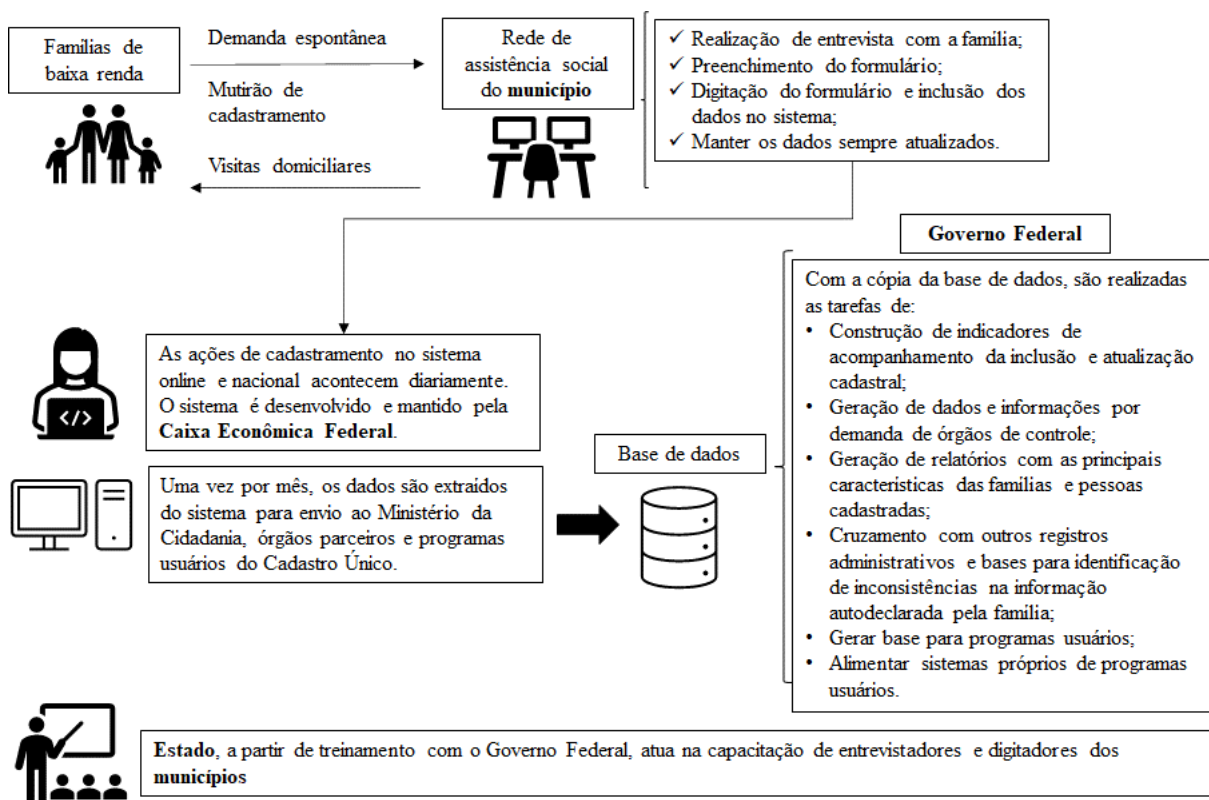 Famílias de
baixa renda
Demanda espontânea
Mutirão de
cadastramento
Visitas domiciliares
Rede de
assistência social
do município
✓ Realização de entrevista com a família;
✓ Preenchimento do formulário;
✓ Digitação do formulário e inclusão dos
dados no sistema;
✓ Manter os dados sempre atualizados.
As ações de cadastramento no sistema
online e nacional acontecem diariamente.
O sistema é desenvolvido e mantido pela
Caixa Econômica Federal.
</>
Uma vez por mês, os dados são extraídos
do sistema para envio ao Ministério da
Cidadania, órgãos parceiros e programas
usuários do Cadastro Único.
Base de dados
Governo Federal
Com a cópia da base de dados, são realizadas
as tarefas de:
• Construção de indicadores de
acompanhamento da inclusão e atualização
cadastral;
• Geração de dados e informações por
demanda de órgãos de controle;
• Geração de relatórios com as principais
características das famílias e pessoas
cadastradas;
• Cruzamento com outros registros
administrativos e bases para identificação
de inconsistências na informação
autodeclarada pela família;
• Gerar base para programas usuários;
• Alimentar sistemas próprios de programas
usuários.
Estado, a partir de treinamento com o Governo Federal, atua na capacitação de entrevistadores e digitadores dos
municípios